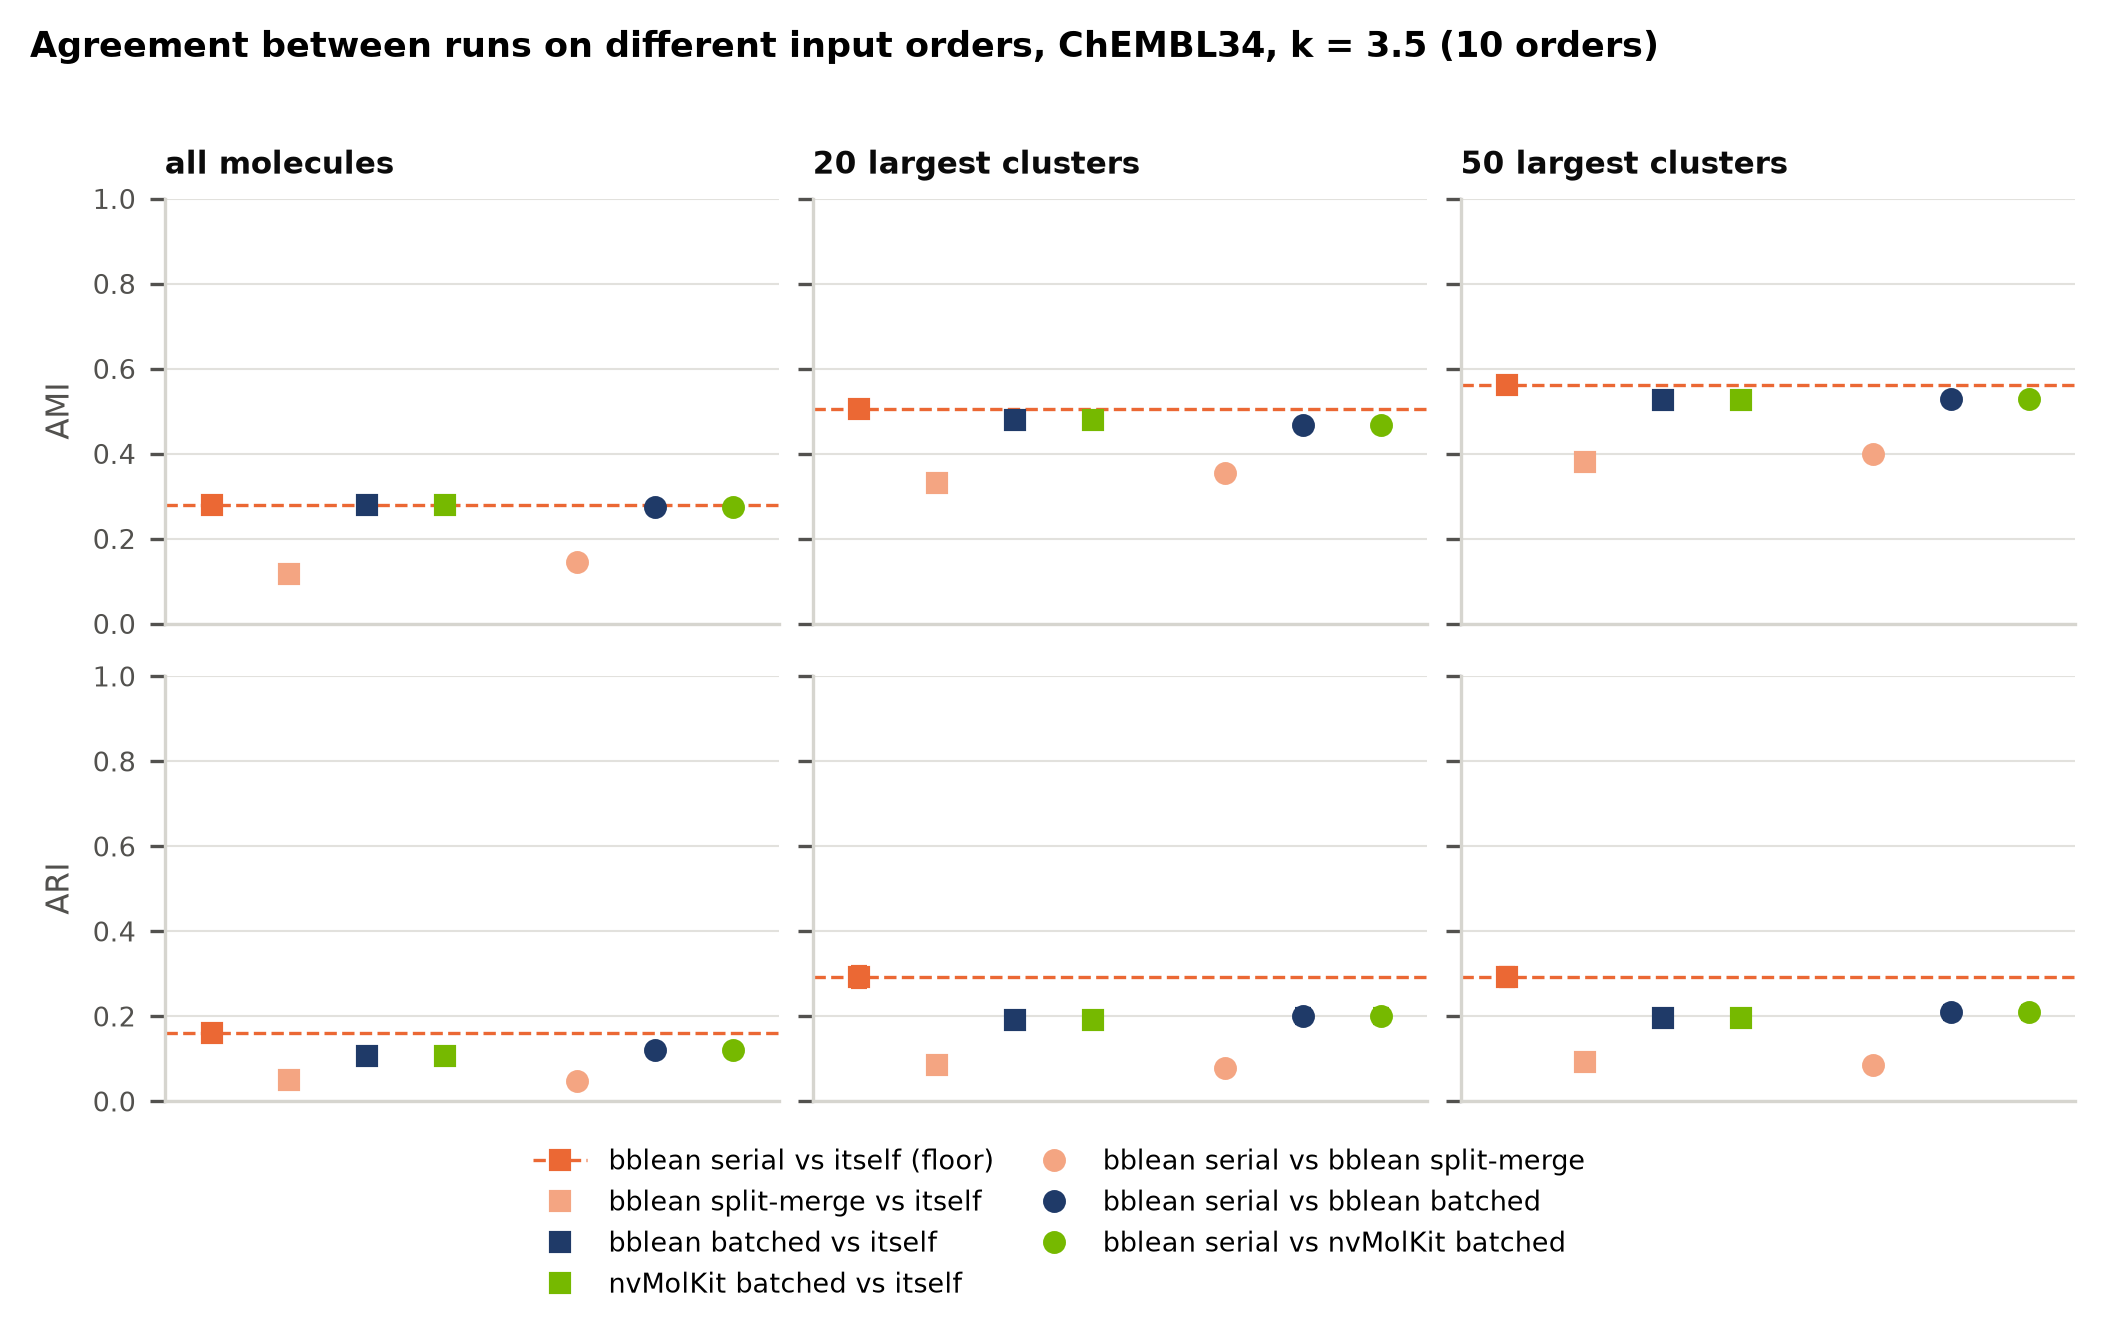 Agreement between runs on different input orders, ChEMBL34, k = 3.5 (10 orders)
all molecules
20 largest clusters
50 largest clusters
AMI
1.0
0.8
0.6
0.4
0.2
0.0
ARI
1.0
0.8
0.6
0.4
0.2
0.0
bblean serial vs itself (floor)
bblean split-merge vs itself
bblean batched vs itself
nvMolKit batched vs itself
bblean serial vs bblean split-merge
bblean serial vs bblean batched
bblean serial vs nvMolKit batched